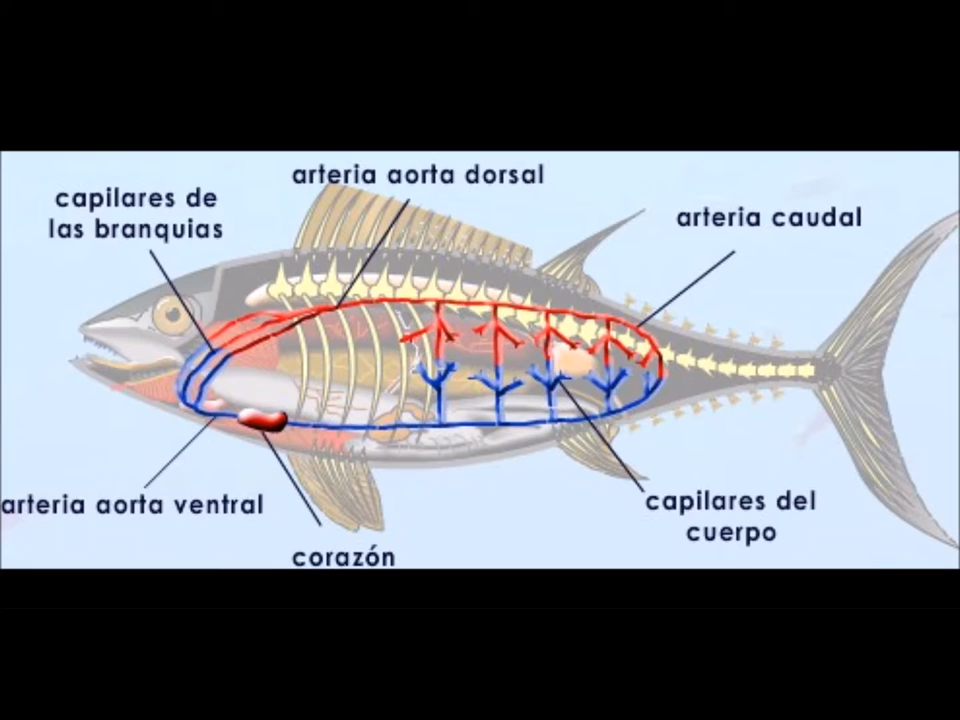 arteria aorta dorsal
capilares de
las branquias
arteria caudal
arteria aorta ventral
capilares del
cuerpo
corazón